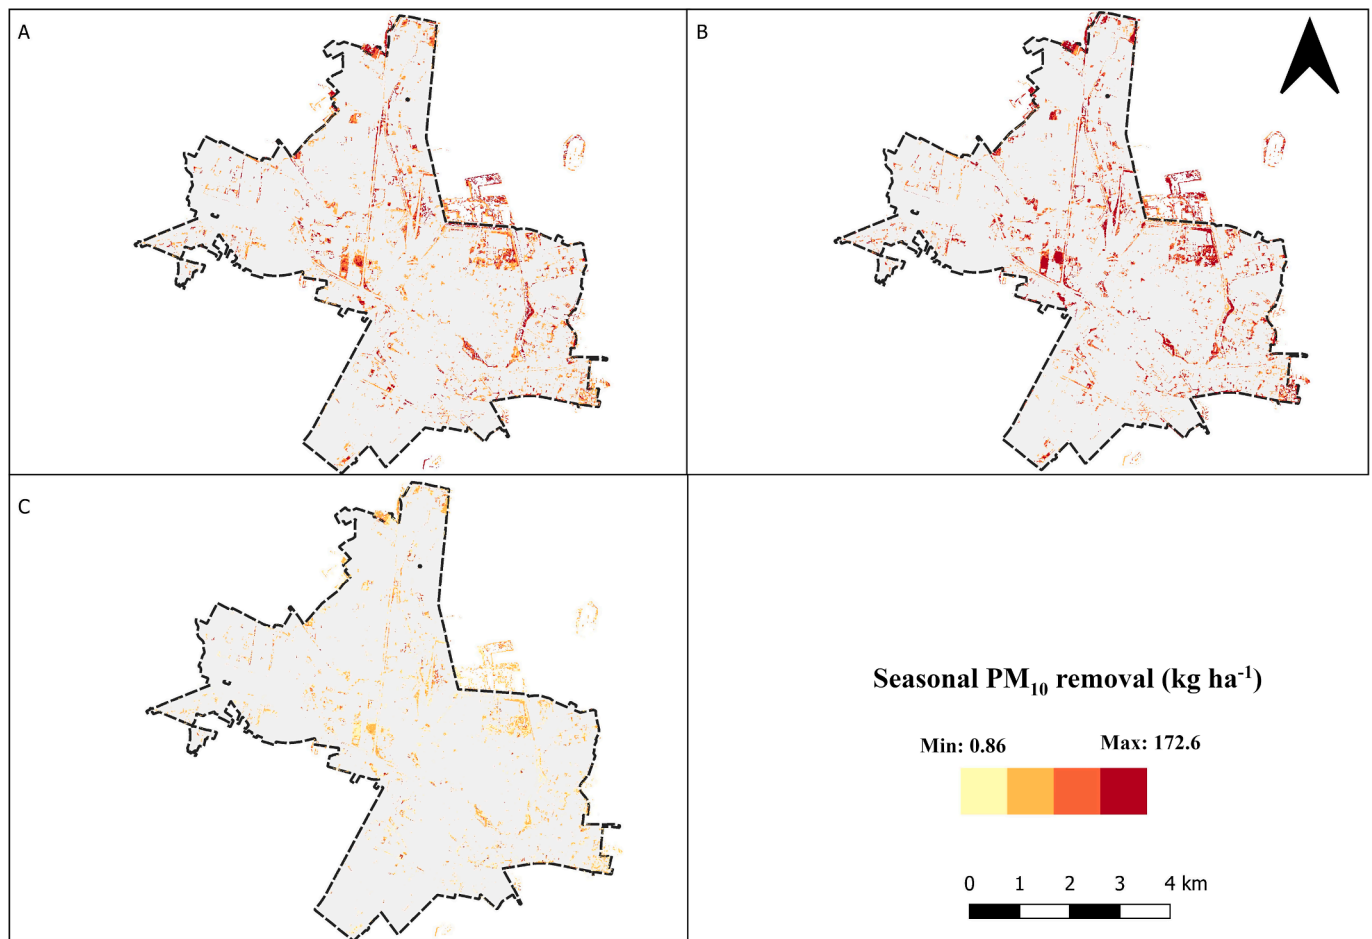 A
B
C
Seasonal PM₁₀ removal (kg ha⁻¹)
Min: 0.86 Max: 172.6
0 1 2 3 4 km